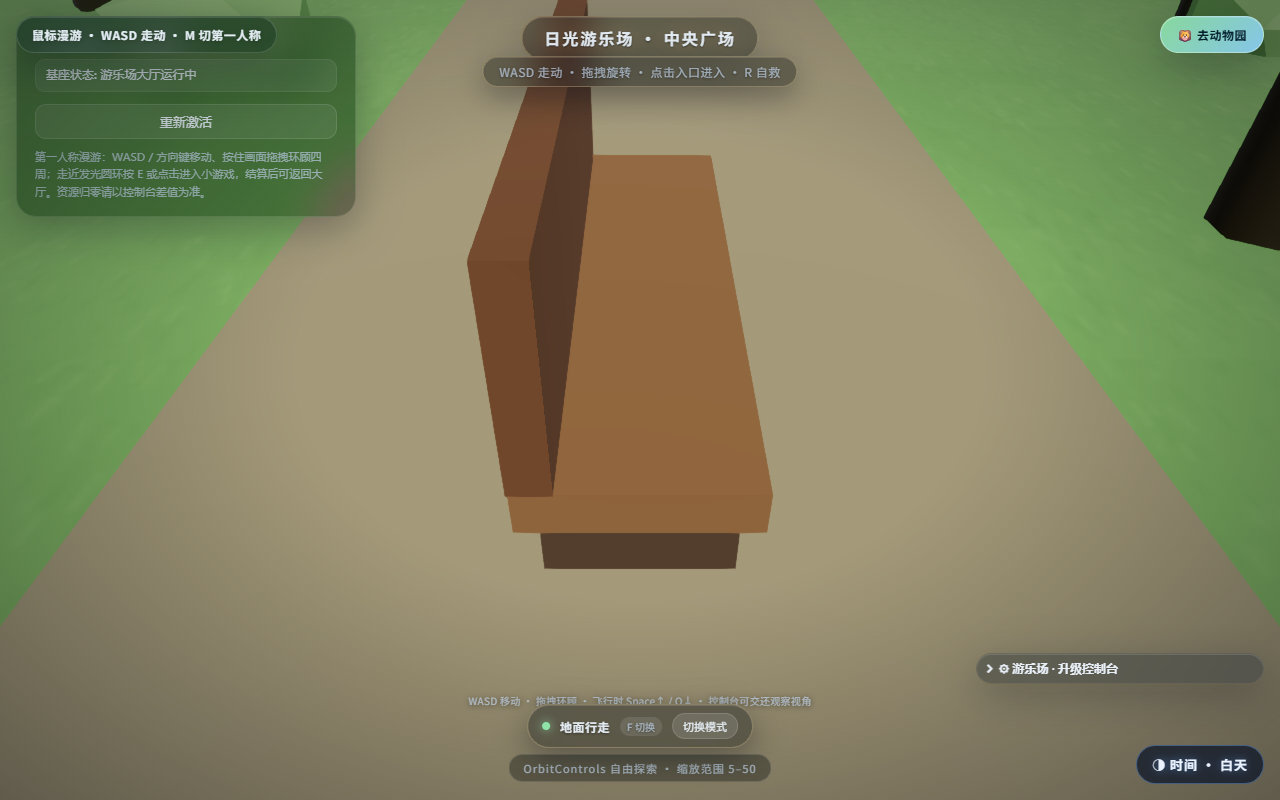 鼠标漫游 · WASD 走动 · M 切第一人称
基座状态: 游乐场大厅运行中
重新激活
第一人称漫游：WASD / 方向键移动、按住画面拖拽环顾四
周；走近发光圆环按 E 或点击进入小游戏，结算后可返回大
厅。资源归零请以控制台差值为准。
日光游乐场 · 中央广场
WASD 走动 · 拖拽旋转 · 点击入口进入 · R 自救
🦁 去动物园
⚙ 游乐场 · 升级控制台
WASD 移动 · 拖拽环顾 · 飞行时 Space↑ / Q↓ · 控制台可交还观察视角
地面行走 F 切换 切换模式
OrbitControls 自由探索 · 缩放范围 5–50
时间 · 白天